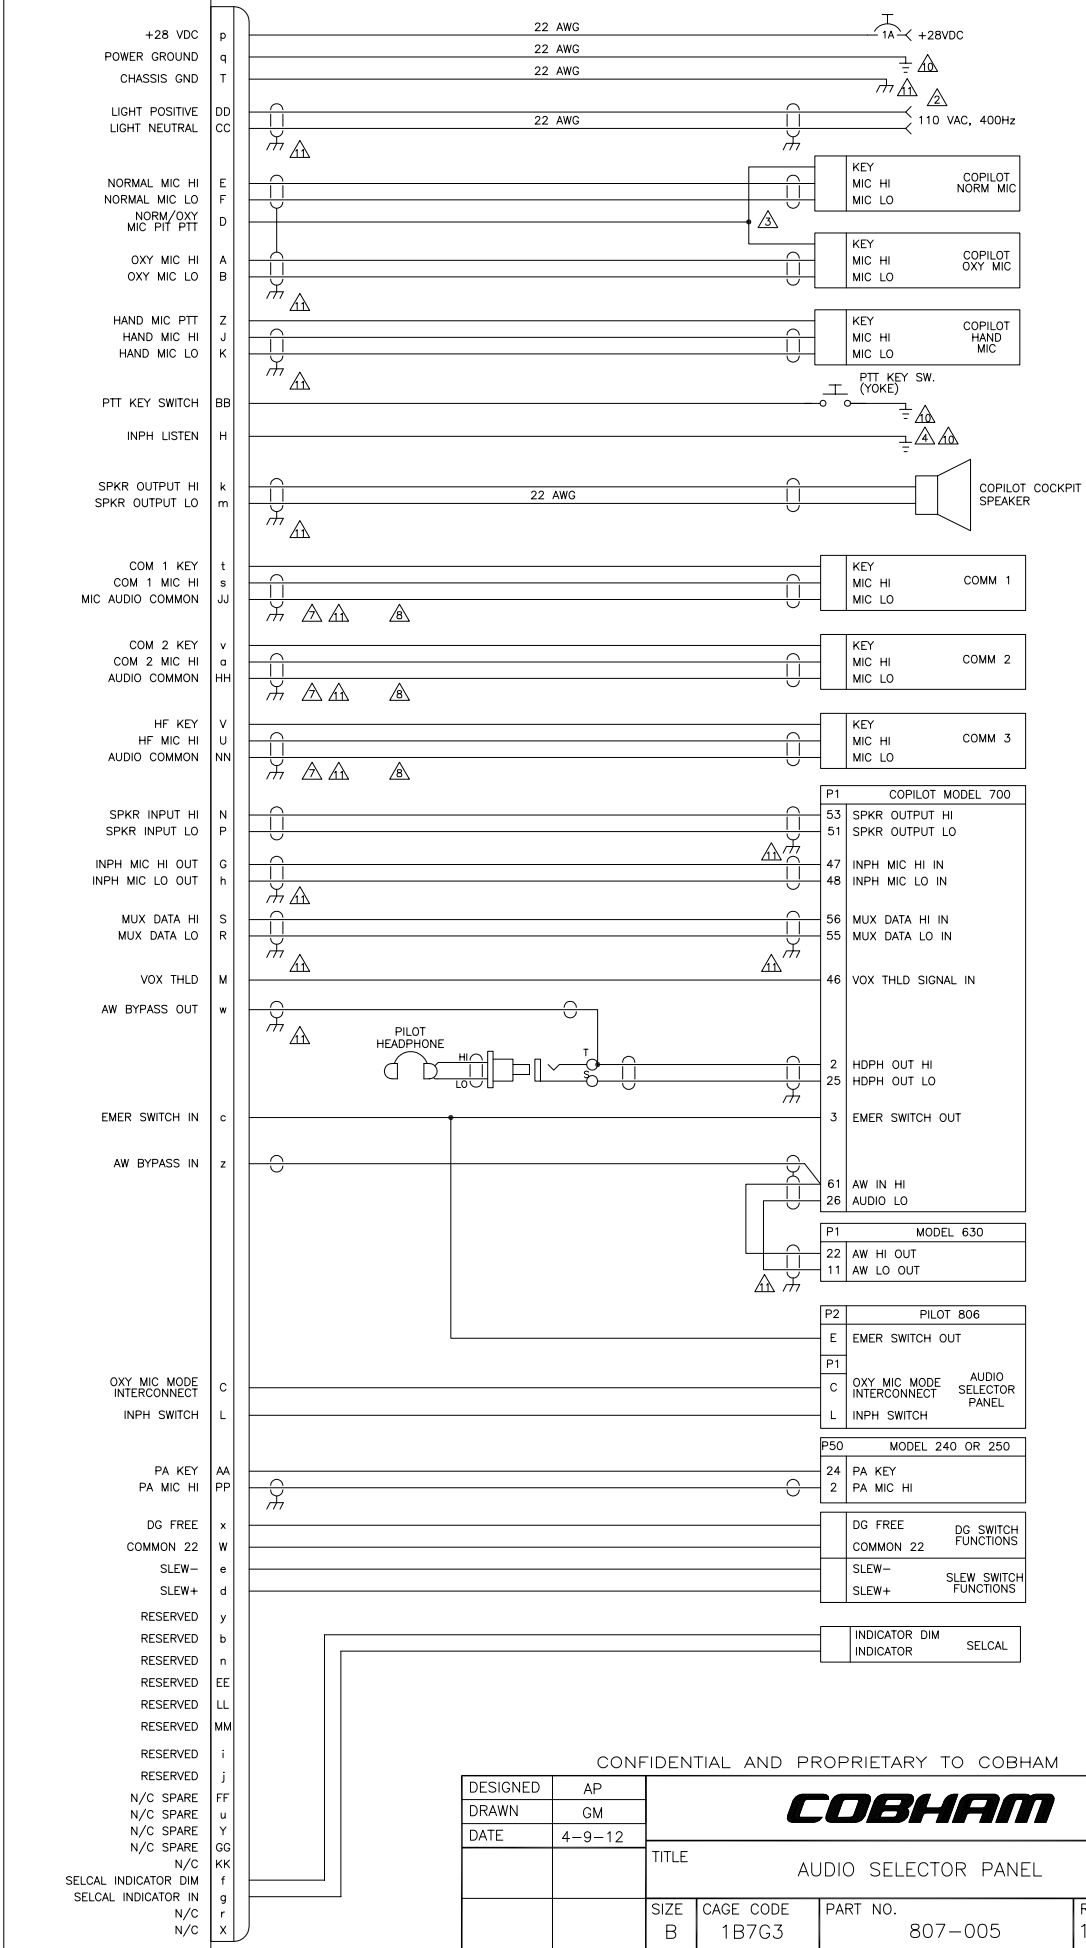 +28 VDC p 22 AWG 1A +28VDC
POWER GROUND q 22 AWG 10
CHASSIS GND T 22 AWG 11 2
LIGHT POSITIVE DD
LIGHT NEUTRAL CC 22 AWG 110 VAC, 400Hz
11
KEY
NORMAL MIC HI E MIC HI COPILOT
NORMAL MIC LO F MIC LO NORM MIC
NORM/OXY
MIC PIT PTT D 3
KEY
OXY MIC HI A MIC HI COPILOT
OXY MIC LO B MIC LO OXY MIC
11
HAND MIC PTT Z KEY COPILOT
HAND MIC HI J MIC HI HAND
HAND MIC LO K MIC LO MIC
11
PTT KEY SW.
(YOKE)
PTT KEY SWITCH BB 10
INPH LISTEN H 4 10
SPKR OUTPUT HI k COPILOT COCKPIT
SPKR OUTPUT LO m 22 AWG SPEAKER
11
COM 1 KEY t KEY
COM 1 MIC HI s MIC HI COMM 1
MIC AUDIO COMMON JJ MIC LO
7 11 8
COM 2 KEY v KEY
COM 2 MIC HI a MIC HI COMM 2
AUDIO COMMON HH MIC LO
7 11 8
HF KEY V KEY
HF MIC HI U MIC HI COMM 3
AUDIO COMMON NN MIC LO
7 11 8
P1 COPILOT MODEL 700
SPKR INPUT HI N 53 SPKR OUTPUT HI
SPKR INPUT LO P 51 SPKR OUTPUT LO
11
INPH MIC HI OUT G 47 INPH MIC HI IN
INPH MIC LO OUT h 48 INPH MIC LO IN
11
MUX DATA HI S 56 MUX DATA HI IN
MUX DATA LO R 55 MUX DATA LO IN
11 11
VOX THLD M 46 VOX THLD SIGNAL IN
AW BYPASS OUT w
11
PILOT
HEADPHONE
HI T 2 HDPH OUT HI
LO S 25 HDPH OUT LO
EMER SWITCH IN c 3 EMER SWITCH OUT
AW BYPASS IN z
61 AW IN HI
26 AUDIO LO
P1 MODEL 630
22 AW HI OUT
11 AW LO OUT
11
P2 PILOT 806
E EMER SWITCH OUT
P1
OXY MIC MODE
INTERCONNECT C C OXY MIC MODE
INTERCONNECT AUDIO
SELECTOR
PANEL
INPH SWITCH L L INPH SWITCH
P50 MODEL 240 OR 250
PA KEY AA 24 PA KEY
PA MIC HI PP 2 PA MIC HI
DG FREE x DG FREE DG SWITCH
COMMON 22 W COMMON 22 FUNCTIONS
SLEW- e SLEW- SLEW SWITCH
SLEW+ d SLEW+ FUNCTIONS
RESERVED y
RESERVED b INDICATOR DIM
RESERVED n INDICATOR SELCAL
RESERVED EE
RESERVED LL
RESERVED MM
RESERVED i
RESERVED j
N/C SPARE FF
N/C SPARE u
N/C SPARE Y
N/C SPARE GG
N/C KK
SELCAL INDICATOR DIM f
SELCAL INDICATOR IN g
N/C r
N/C X
CONFIDENTIAL AND PROPRIETARY TO COBHAM
DESIGNED AP
DRAWN GM
DATE 4-9-12
COBHAM
TITLE
AUDIO SELECTOR PANEL
SIZE CAGE CODE PART NO. R
B 1B7G3 807-005 1